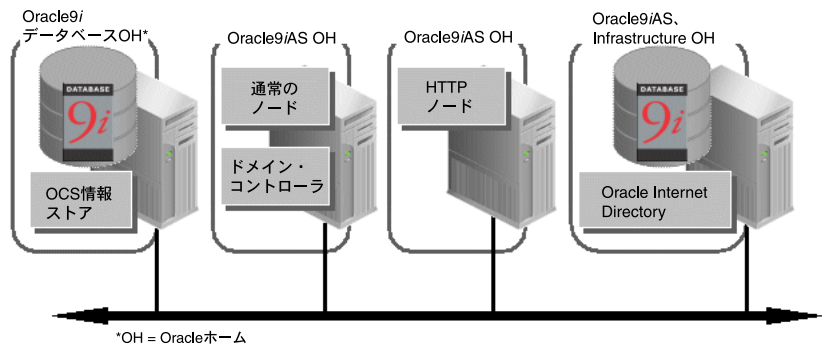 Oracle9i
データベースOH*
DATABASE
9i
OCS情報
ストア
Oracle9iAS OH
通常の
ノード
ドメイン・
コントローラ
Oracle9iAS OH
HTTP
ノード
Oracle9iAS、
Infrastructure OH
DATABASE
9i
Oracle Internet
Directory
*OH = Oracleホーム